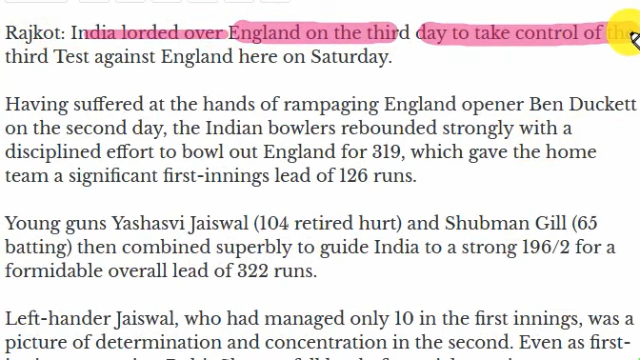 Rajkot: India lorded over England on the third day to take control of the
third Test against England here on Saturday.
Having suffered at the hands of rampaging England opener Ben Duckett
on the second day, the Indian bowlers rebounded strongly with a
disciplined effort to bowl out England for 319, which gave the home
team a significant first-innings lead of 126 runs.
Young guns Yashasvi Jaiswal (104 retired hurt) and Shubman Gill (65
batting) then combined superbly to guide India to a strong 196/2 for a
formidable overall lead of 322 runs.
Left-hander Jaiswal, who had managed only 10 in the first innings, was a
picture of determination and concentration in the second. Even as first-